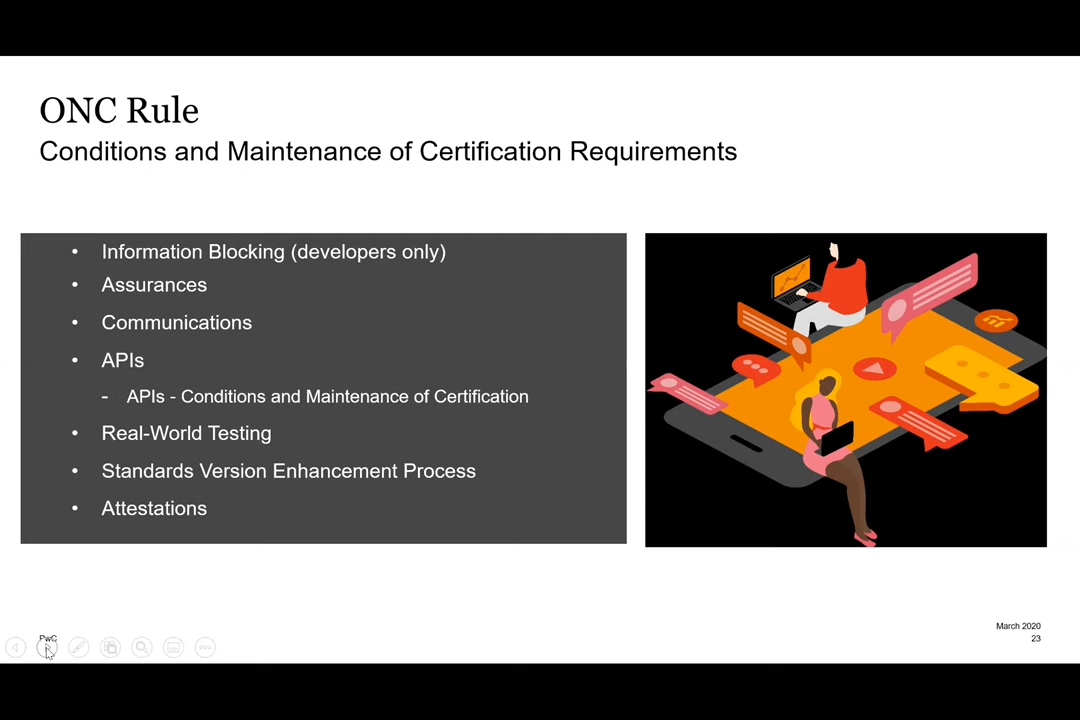 ONC Rule
Conditions and Maintenance of Certification Requirements
• Information Blocking (developers only)
• Assurances
• Communications
• APIs
- APIs - Conditions and Maintenance of Certification
• Real-World Testing
• Standards Version Enhancement Process
• Attestations
PwC
March 2020
23